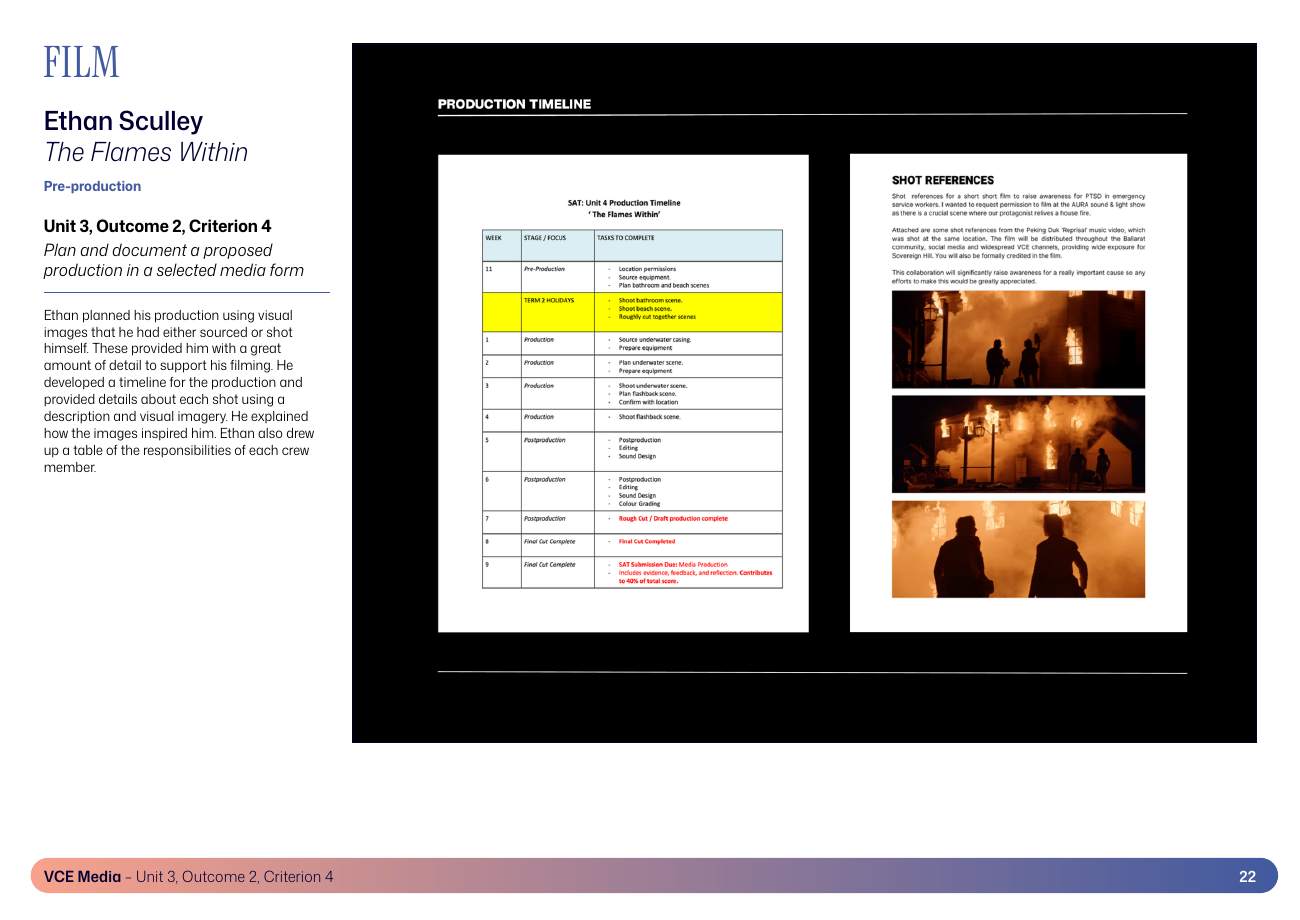 FILM
Ethan Sculley
The Flames Within
Pre-production
Unit 3, Outcome 2, Criterion 4
Plan and document a proposed
production in a selected media form
Ethan planned his production using visual
images that he had either sourced or shot
himself. These provided him with a great
amount of detail to support his filming. He
developed a timeline for the production and
provided details about each shot using a
description and visual imagery. He explained
how the images inspired him. Ethan also drew
up a table of the responsibilities of each crew
member.
PRODUCTION TIMELINE
SAT: Unit 4 Production Timeline
‘ The Flames Within’
WEEK STAGE / FOCUS TASKS TO COMPLETE
11 Pre-Production - Location permissions
- Source equipment.
- Plan bathroom and beach scenes
TERM 2 HOLIDAYS - Shoot bathroom scene.
- Shoot beach scene.
- Roughly cut together scenes
1 Production - Source underwater casing.
- Prepare equipment
2 Production - Plan underwater scene.
- Prepare equipment
3 Production - Shoot underwater scene.
- Plan flashback scene.
- Confirm with location
4 Production - Shoot flashback scene.
5 Postproduction - Postproduction
- Editing
- Sound Design
6 Postproduction - Postproduction
- Editing
- Sound Design
- Colour Grading
7 Postproduction - Rough Cut / Draft production complete
8 Final Cut Complete - Final Cut Completed
9 Final Cut Complete - SAT Submission Due: Media Production
- Includes evidence, feedback, and reflection. Contributes
to 40% of total score.
SHOT REFERENCES
Shot references for a short short film to raise awareness for PTSD in emergency
service workers. I wanted to request permission to film at the AURA sound & light show
as there is a crucial scene where our protagonist relives a house fire.
Attached are some shot references from the Peking Duk ‘Reprisal’ music video, which
was shot at the same location. The film will be distributed throughout the Ballarat
community, social media and widespread VCE channels, providing wide exposure for
Sovereign Hill. You will also be formally credited in the film.
This collaboration will significantly raise awareness for a really important cause so any
efforts to make this would be greatly appreciated.
VCE Media – Unit 3, Outcome 2, Criterion 4
22